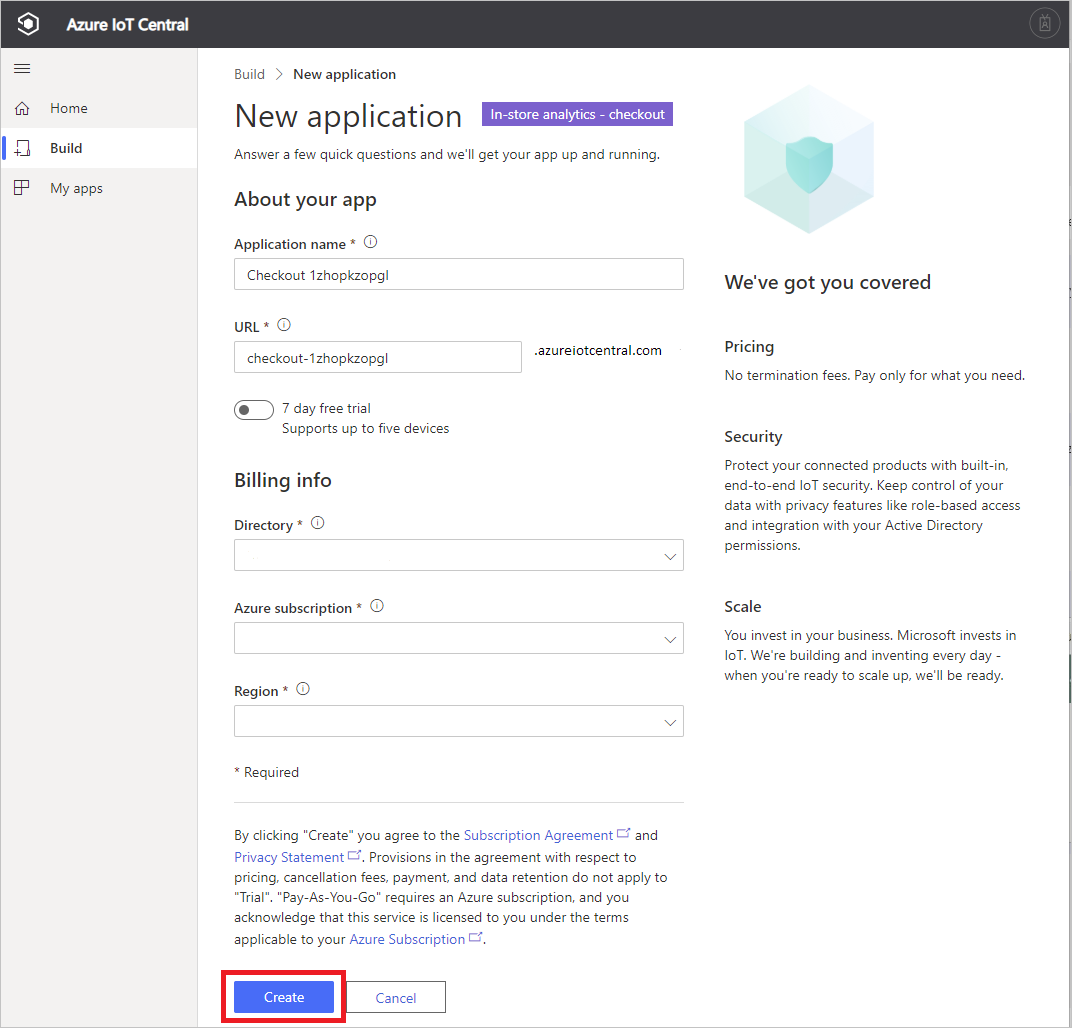 Azure IoT Central
Home
Build
My apps
Build > New application
New application
In-store analytics - checkout
Answer a few quick questions and we'll get your app up and running.
About your app
Application name *
Checkout 1zhopkzopgl
URL *
checkout-1zhopkzopgl
.azureiotcentral.com
7 day free trial
Supports up to five devices
Billing info
Directory *
Azure subscription *
Region *
* Required
By clicking "Create" you agree to the Subscription Agreement and
Privacy Statement. Provisions in the agreement with respect to
pricing, cancellation fees, payment, and data retention do not apply to
"Trial". "Pay-As-You-Go" requires an Azure subscription, and you
acknowledge that this service is licensed to you under the terms
applicable to your Azure Subscription.
Create
Cancel
We've got you covered
Pricing
No termination fees. Pay only for what you need.
Security
Protect your connected products with built-in,
end-to-end IoT security. Keep control of your
data with privacy features like role-based access
and integration with your Active Directory
permissions.
Scale
You invest in your business. Microsoft invests in
IoT. We're building and inventing every day -
when you're ready to scale up, we'll be ready.